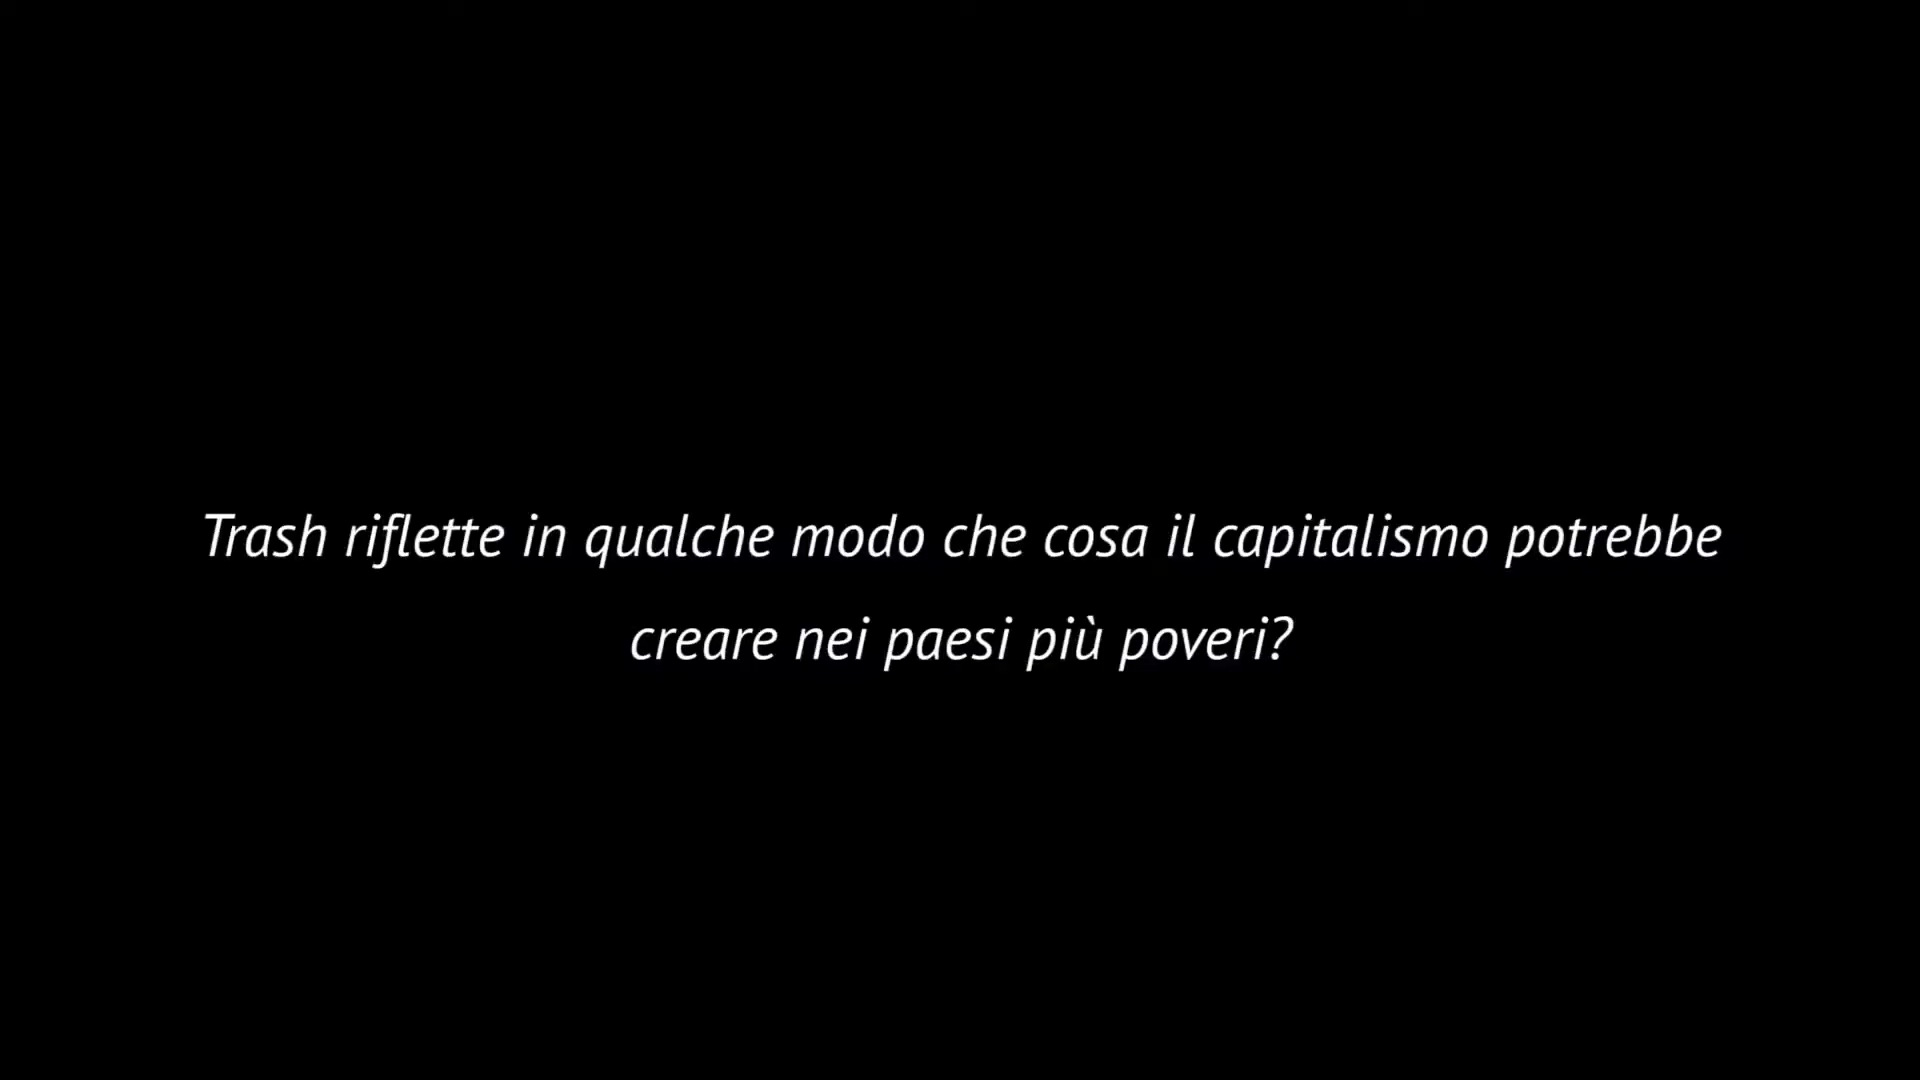 Trash riflette in qualche modo che cosa il capitalismo potrebbe
creare nei paesi più poveri?